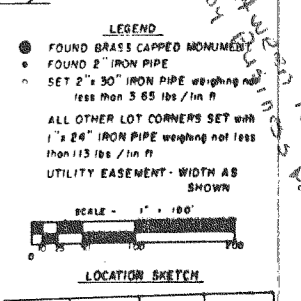 LEGEND
FOUND BRASS CAPPED MONUMENT
FOUND 2" IRON PIPE
SET 2" x 30" IRON PIPE weighing not
less than 3.65 lbs / lin ft
ALL OTHER LOT CORNERS SET with
1" x 24" IRON PIPE weighing not less
than 1.13 lbs / lin ft
UTILITY EASEMENT - WIDTH AS
SHOWN
SCALE - 1" = 100'
0 25 100 200
LOCATION SKETCH